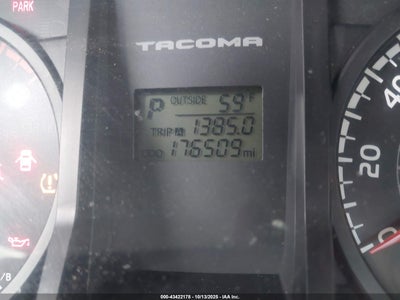 PARK
TACOMA
P OUTSIDE 59°F
TRIP A 1385.0
ODO 176509 mi
40
20
0
/B
000-43422178 - 10/13/2025 - IAA Inc.